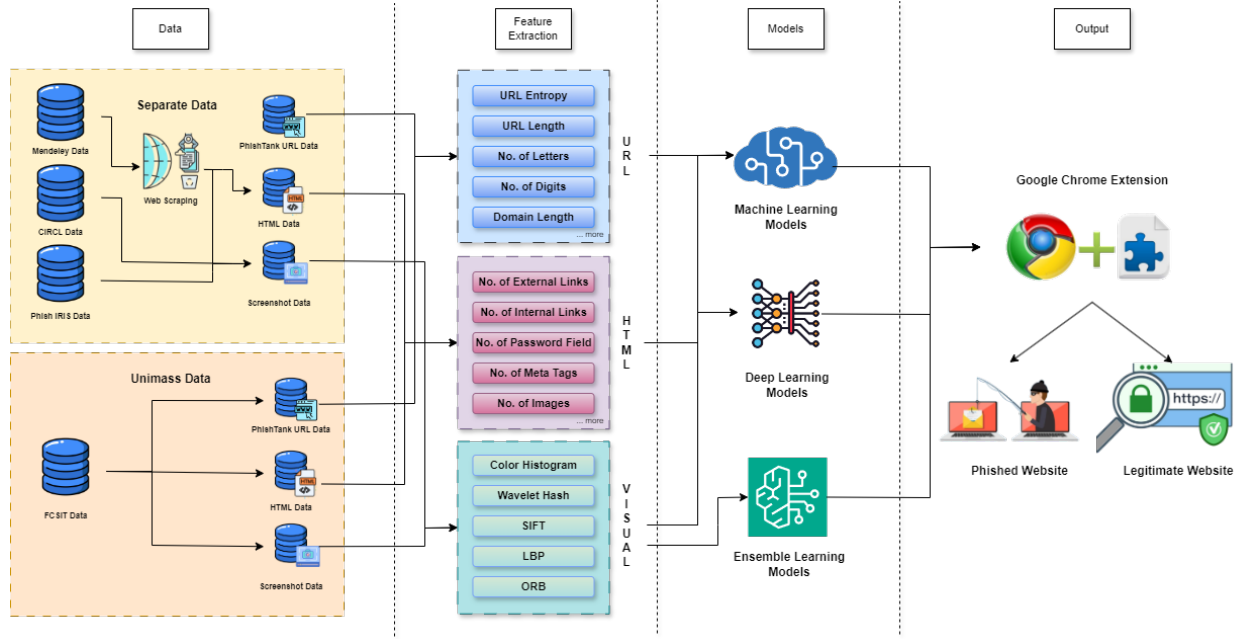 Data
Feature
Extraction
Models
Output
Separate Data
Mendeley Data
CIRCL Data
Phish IRIS Data
Web Scraping
PhishTank URL Data
HTML
HTML Data
Screenshot Data
Unimass Data
FCSIT Data
PhishTank URL Data
HTML
HTML Data
Screenshot Data
URL Entropy
URL Length
No. of Letters
No. of Digits
Domain Length
... more
URL
No. of External Links
No. of Internal Links
No. of Password Field
No. of Meta Tags
No. of Images
... more
HTML
Color Histogram
Wavelet Hash
SIFT
LBP
ORB
VISUAL
Machine Learning
Models
Deep Learning
Models
Ensemble Learning
Models
Google Chrome Extension
https://
Phished Website
Legitimate Website